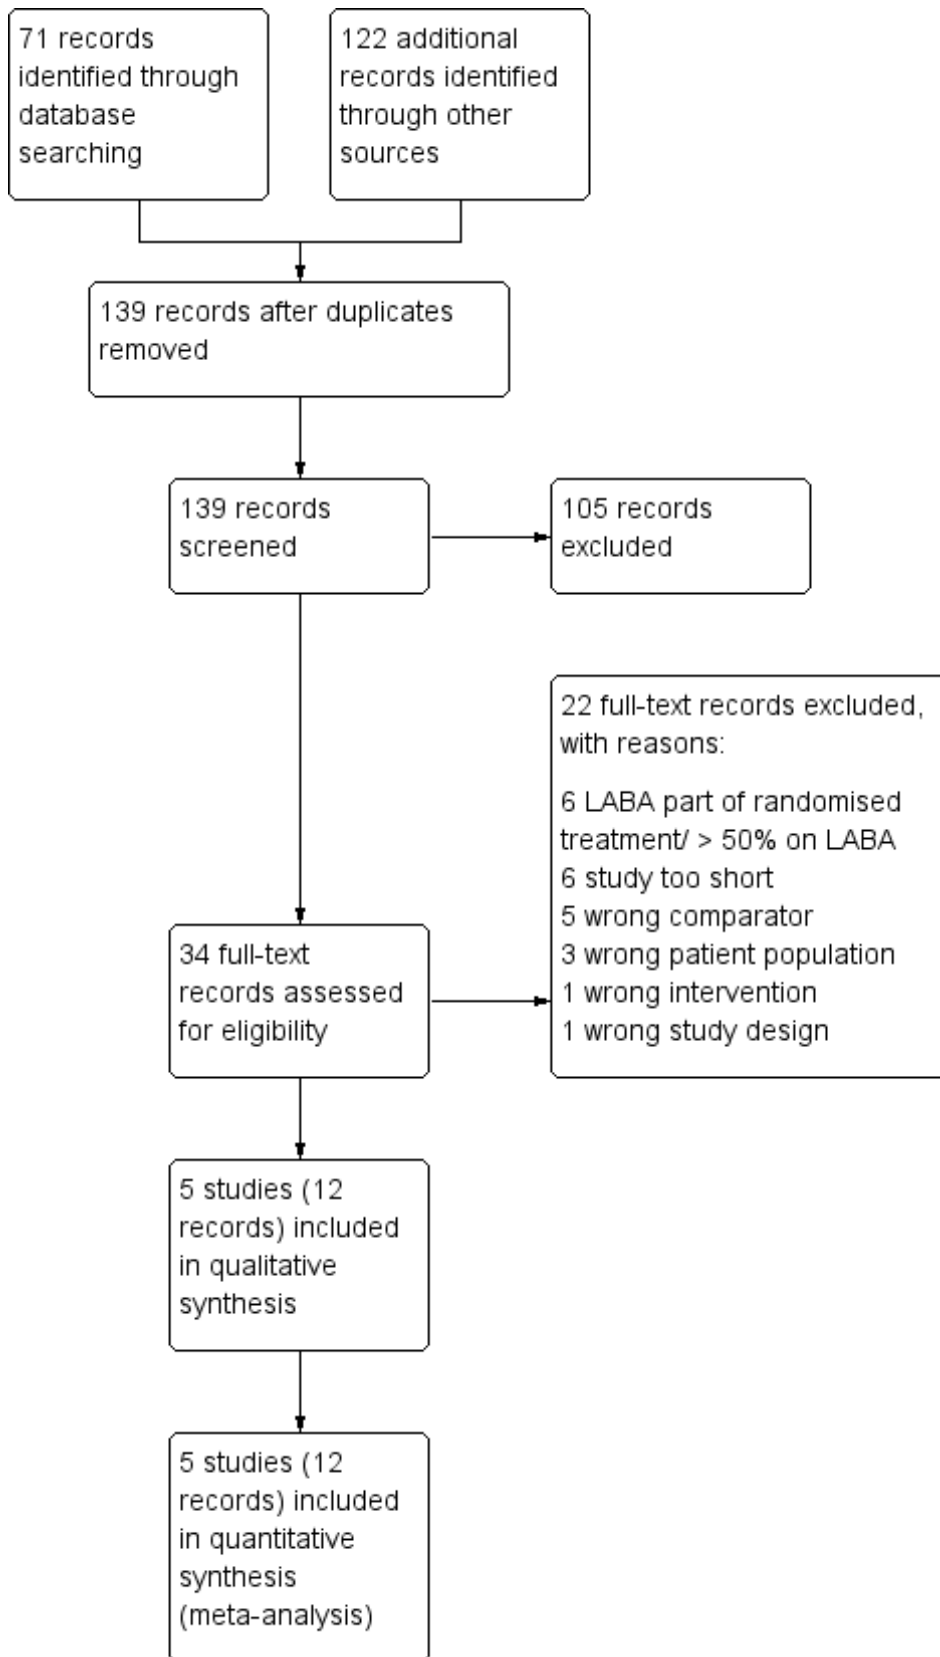 71 records
identified through
database
searching
122 additional
records identified
through other
sources
139 records after duplicates
removed
139 records
screened
105 records
excluded
22 full-text records excluded,
with reasons:
6 LABA part of randomised
treatment/ > 50% on LABA
6 study too short
5 wrong comparator
3 wrong patient population
1 wrong intervention
1 wrong study design
34 full-text
records assessed
for eligibility
5 studies (12
records) included
in qualitative
synthesis
5 studies (12
records) included
in quantitative
synthesis
(meta-analysis)